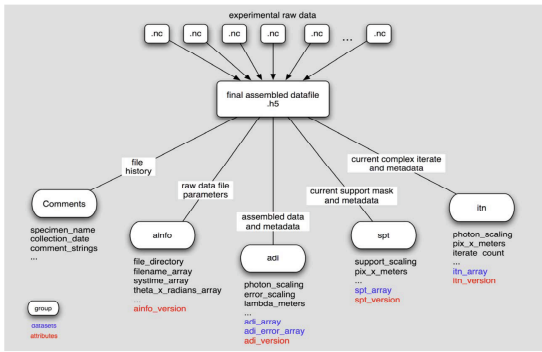 experimental raw data
.nc .nc .nc .nc .nc ... .nc
final assembled datafile
.h5
file
history
raw data file
parameters
assembled data
and metadata
current support mask
and metadata
current complex iterate
and metadata
Comments
specimen_name
collection_date
comment_strings
...
ainfo
file_directory
filename_array
systime_array
theta_x_radians_array
...
ainfo_version
adi
photon_scaling
error_scaling
lambda_meters
...
adi_array
adi_error_array
adi_version
spt
support_scaling
pix_x_meters
...
spt_array
spt_version
itn
photon_scaling
pix_x_meters
iterate_count
...
itn_array
itn_version
group
datasets
attributes